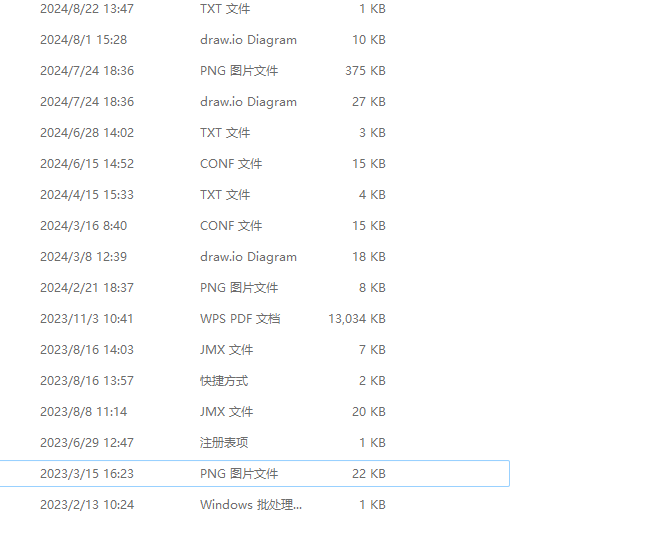 2024/8/22 13:47 TXT 文件 1 KB
2024/8/1 15:28 draw.io Diagram 10 KB
2024/7/24 18:36 PNG 图片文件 375 KB
2024/7/24 18:36 draw.io Diagram 27 KB
2024/6/28 14:02 TXT 文件 3 KB
2024/6/15 14:52 CONF 文件 15 KB
2024/4/15 15:33 TXT 文件 4 KB
2024/3/16 8:40 CONF 文件 15 KB
2024/3/8 12:39 draw.io Diagram 18 KB
2024/2/21 18:37 PNG 图片文件 8 KB
2023/11/3 10:41 WPS PDF 文档 13,034 KB
2023/8/16 14:03 JMX 文件 7 KB
2023/8/16 13:57 快捷方式 2 KB
2023/8/8 11:14 JMX 文件 20 KB
2023/6/29 12:47 注册表项 1 KB
2023/3/15 16:23 PNG 图片文件 22 KB
2023/2/13 10:24 Windows 批处理... 1 KB